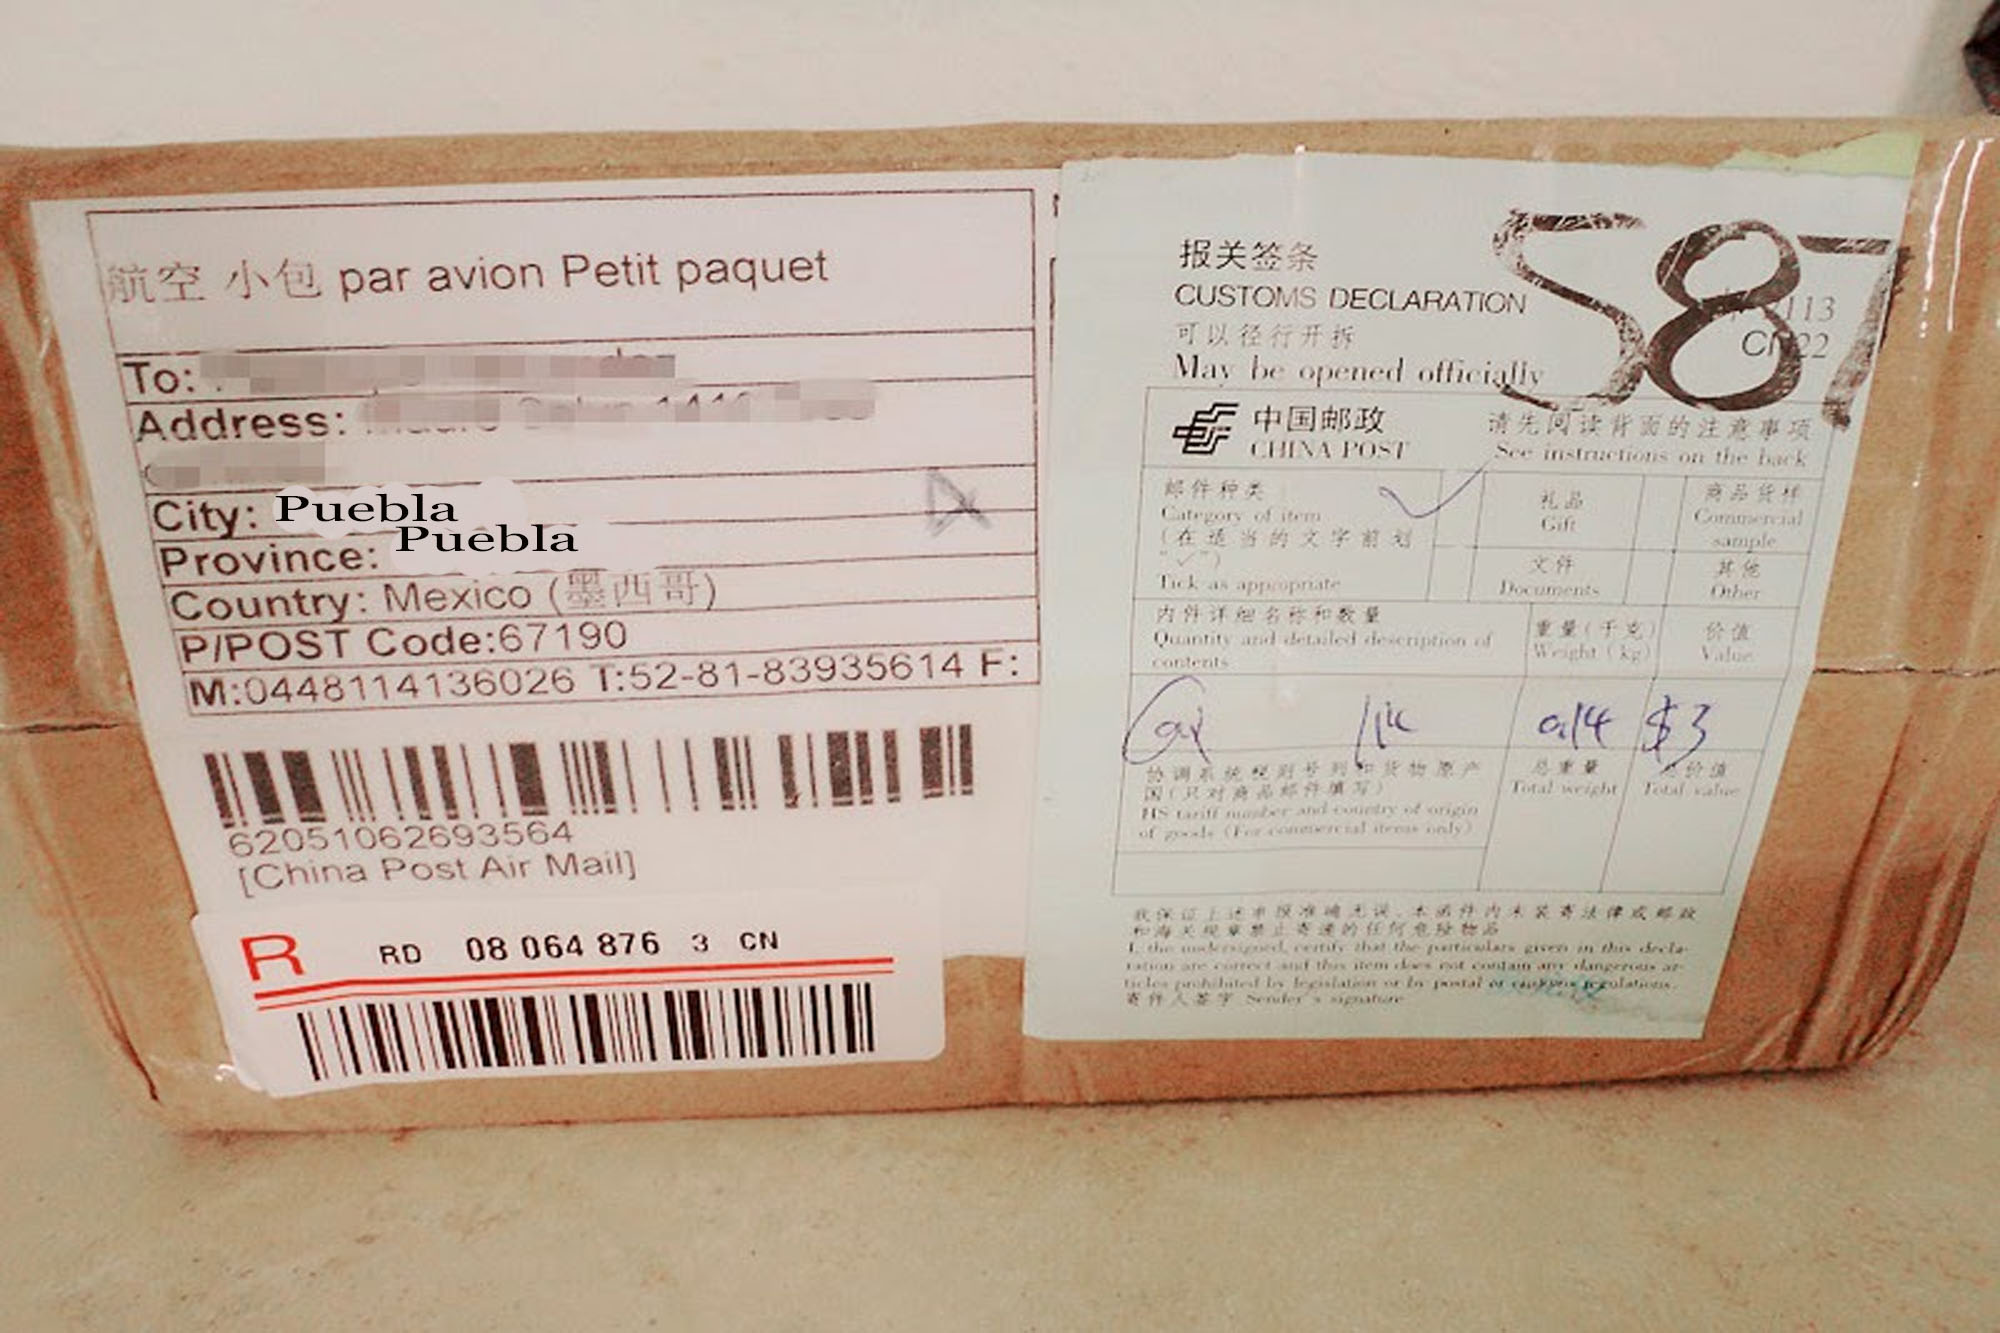 航空 小包 par avion Petit paquet
To:
Address:
City: Puebla
Province: Puebla
Country: Mexico (墨西哥)
P/POST Code:67190
M:0448114136026 T:52-81-83935614 F:
62051062693564
[China Post Air Mail]
R RD 08 064 876 3 CN
587
报关签条
CUSTOMS DECLARATION
113
可以径行开拆
CN22
May be opened officially
中国邮政
CHINA POST
请先阅读背面的注意事项
See instructions on the back
邮件种类
Category of item
(在适当的文字前划
"✓")
Tick as appropriate
礼品
Gift
商品货样
Commercial
sample
文件
Documents
其他
Other
内件详细名称和数量
Quantity and detailed description of
contents
重量(千克)
Weight (kg)
价值
Value
$3
协调系统税则号列和货物原产
国(只对商品邮件填写)
HS tariff number and country of origin
of goods (For commercial items only)
总重量
Total weight
总价值
Total value
我保证上述申报准确无误,本函件内未装寄法律或邮政
和海关规章禁止寄递的任何危险物品
I, the undersigned, certify that the particulars given in this decla-
ration are correct and this item does not contain any dangerous ar-
ticles prohibited by legislation or by postal or customs regulations.
寄件人签字 Sender's signature